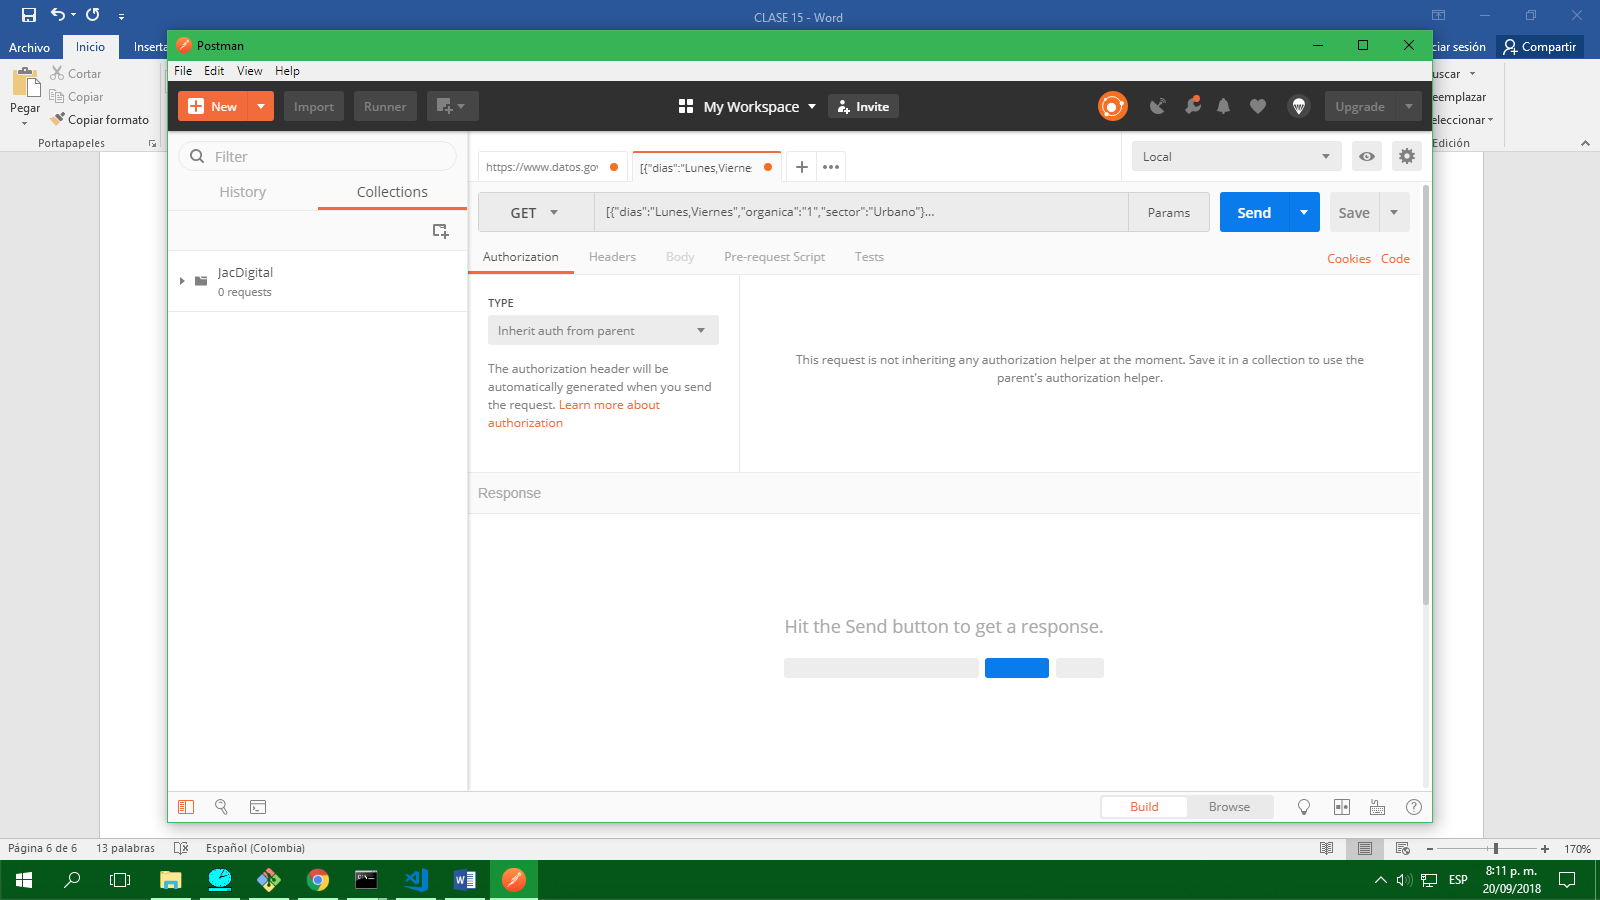 CLASE 15 - Word
Archivo
Inicio
Inserta
ciar sesión
Compartir
Pegar
Cortar
Copiar
Copiar formato
Portapapeles
uscar
eemplazar
eleccionar
Edición
Postman
File Edit View Help
New
Import
Runner
My Workspace
Invite
Upgrade
Filter
History
Collections
JacDigital
0 requests
https://www.datos.gov
[{"dias":"Lunes,Viernes
Local
GET
[{"dias":"Lunes,Viernes","organica":"1","sector":"Urbano"}...
Params
Send
Save
Authorization
Headers
Body
Pre-request Script
Tests
Cookies
Code
TYPE
Inherit auth from parent
The authorization header will be
automatically generated when you send
the request. Learn more about
authorization
This request is not inheriting any authorization helper at the moment. Save it in a collection to use the
parent's authorization helper.
Response
Hit the Send button to get a response.
Build
Browse
Página 6 de 6
13 palabras
Español (Colombia)
170%
ESP
8:11 p. m.
20/09/2018